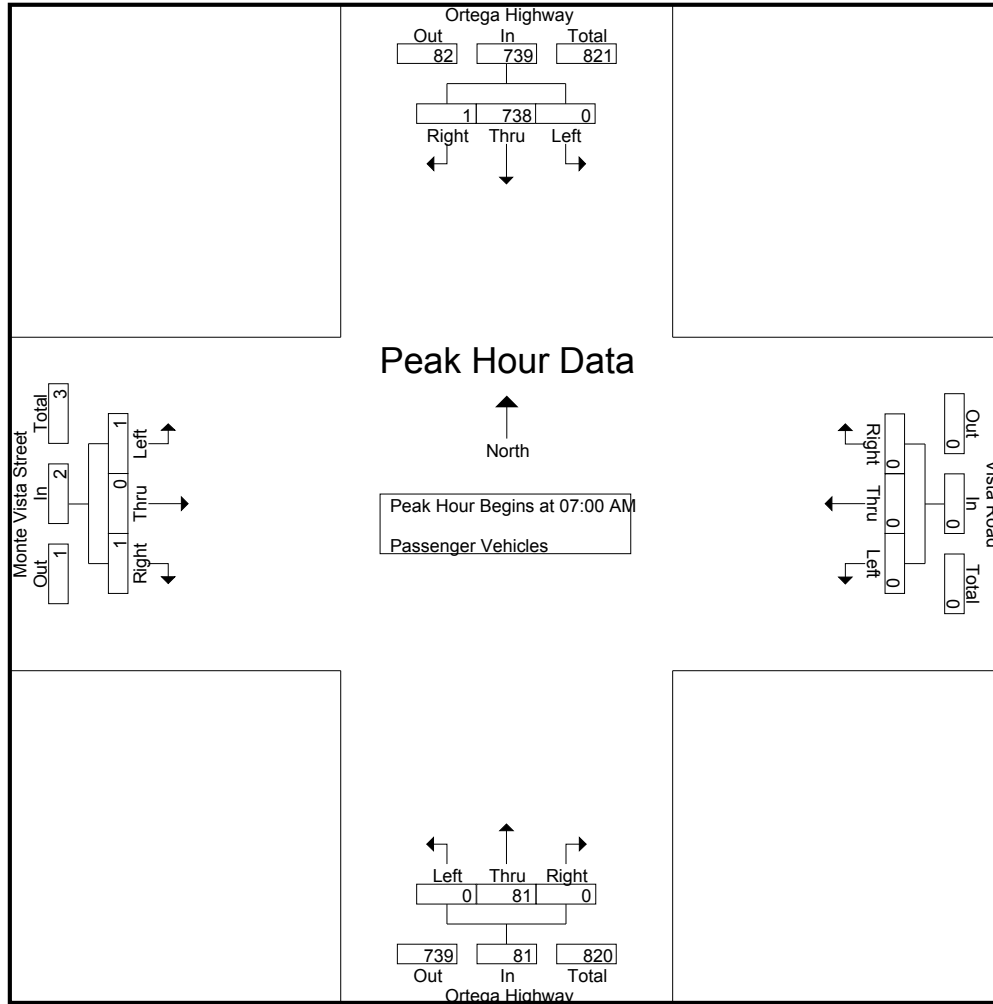 Ortega Highway
Out In Total
82 739 821
1 738 0
Right Thru Left
Peak Hour Data
North
Peak Hour Begins at 07:00 AM
Passenger Vehicles
Monte Vista Street
Total In Out
3 2 1
1 0 1
Left Thru Right
Right Thru Left
0 0 0
Out In Total
0 0 0
Vista Road
Left Thru Right
0 81 0
739 81 820
Out In Total
Ortega Highway